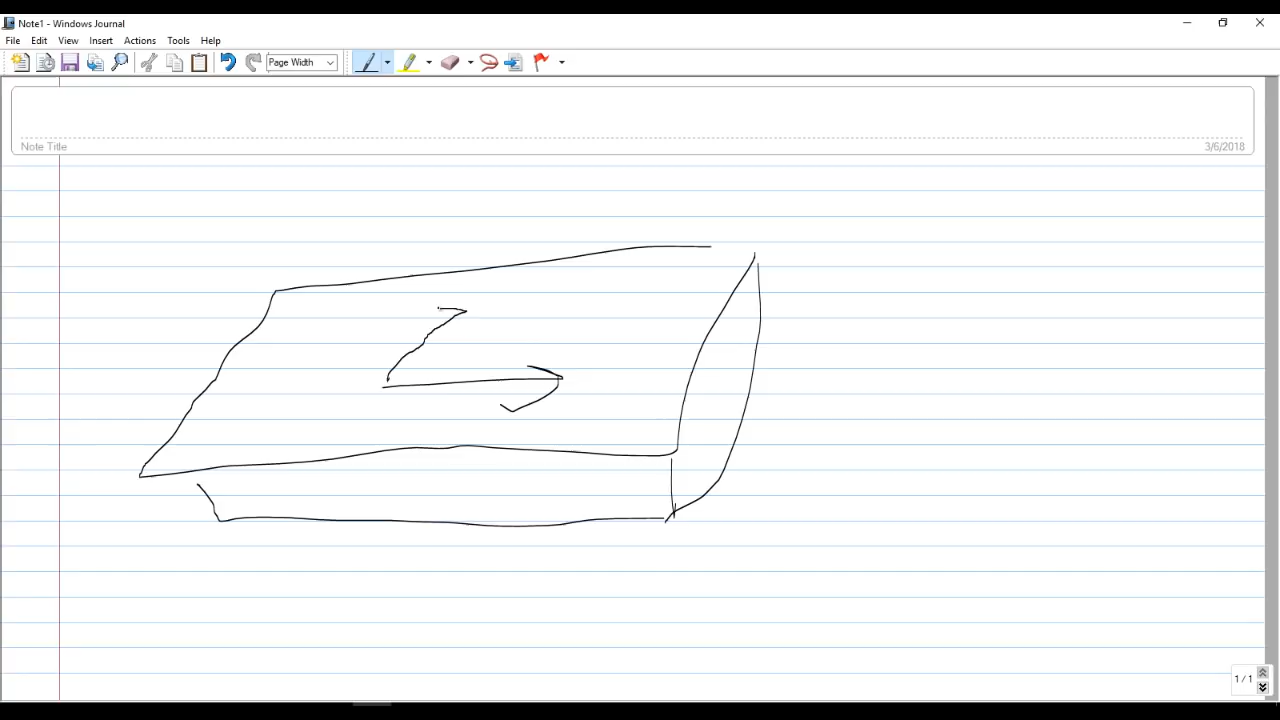 Note1 - Windows Journal
File Edit View Insert Actions Tools Help
Page Width
Note Title
3/6/2018
1 / 1